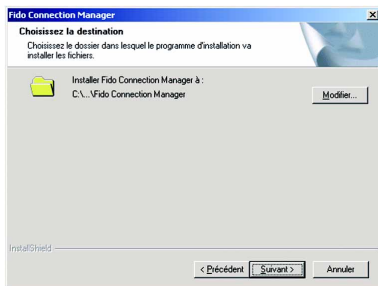 Fido Connection Manager
Choisissez la destination
Choisissez le dossier dans lesquel le programme d'installation va
installer les fichiers.
Installer Fido Connection Manager à :
C:\...\Fido Connection Manager
Modifier...
InstallShield
< Précédent
Suivant >
Annuler